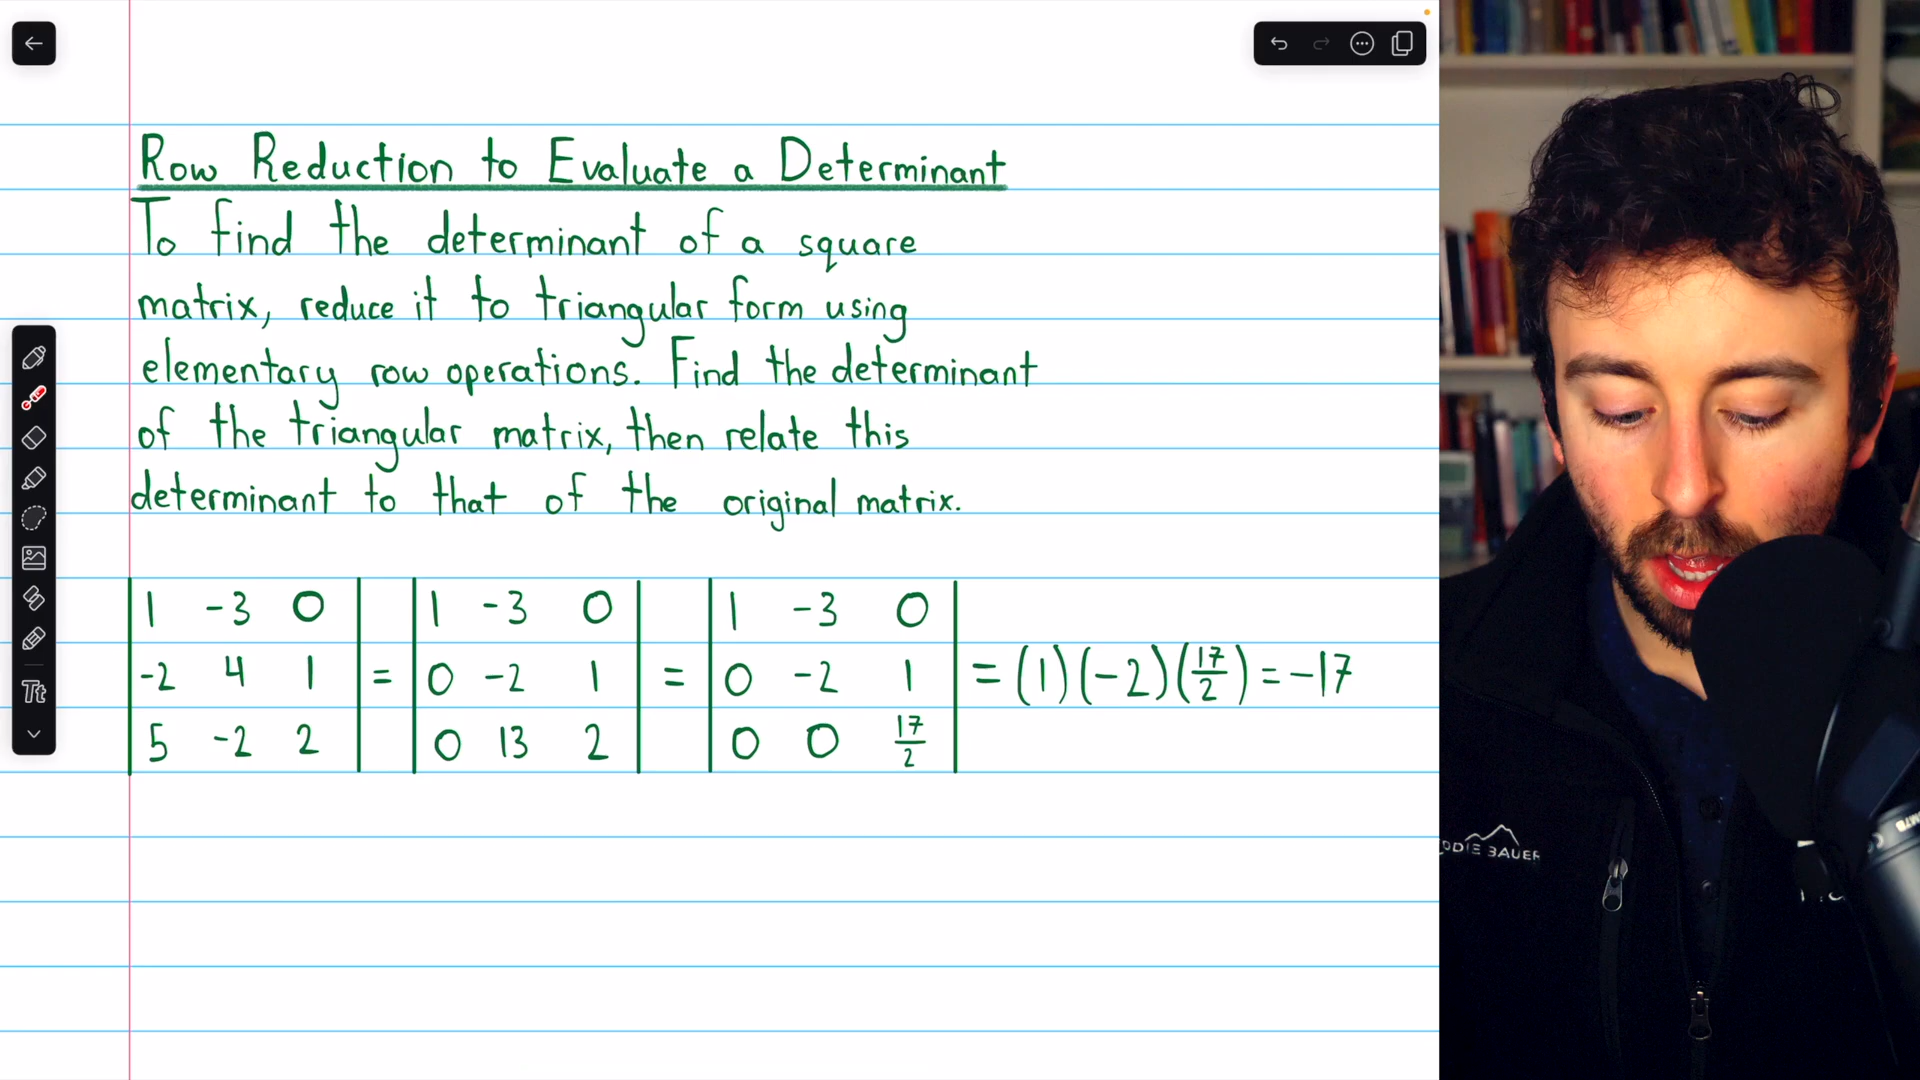 Row Reduction to Evaluate a Determinant
To find the determinant of a square
matrix, reduce it to triangular form using
elementary row operations. Find the determinant
of the triangular matrix, then relate this
determinant to that of the original matrix.
| 1 -3 0 | | 1 -3 0 | | 1 -3 0 |
| -2 4 1 | = | 0 -2 1 | = | 0 -2 1 | = (1)(-2)(17/2) = -17
| 5 -2 2 | | 0 13 2 | | 0 0 17/2 |
Tt
BAUER